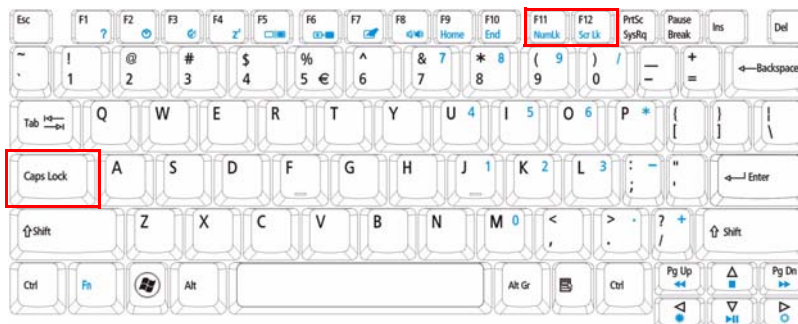 Esc F1 ? F2 F3 F4 zᶻ F5 F6 F7 F8 F9 Home F10 End F11 NumLk F12 Scr Lk PrtSc SysRq Pause Break Ins Del
~ ` ! 1 @ 2 # 3 $ 4 % 5 € ^ 6 & 7 7 * 8 8 ( 9 9 ) / 0 _ - + = Backspace
Tab Q W E R T Y U 4 I 5 O 6 P * { [ } ] | \
Caps Lock A S D F G H J 1 K 2 L 3 : - ; " ' Enter
Shift Z X C V B N M 0 < , > . . ? + / Shift
Ctrl Fn Alt Alt Gr Ctrl Pg Up Pg Dn